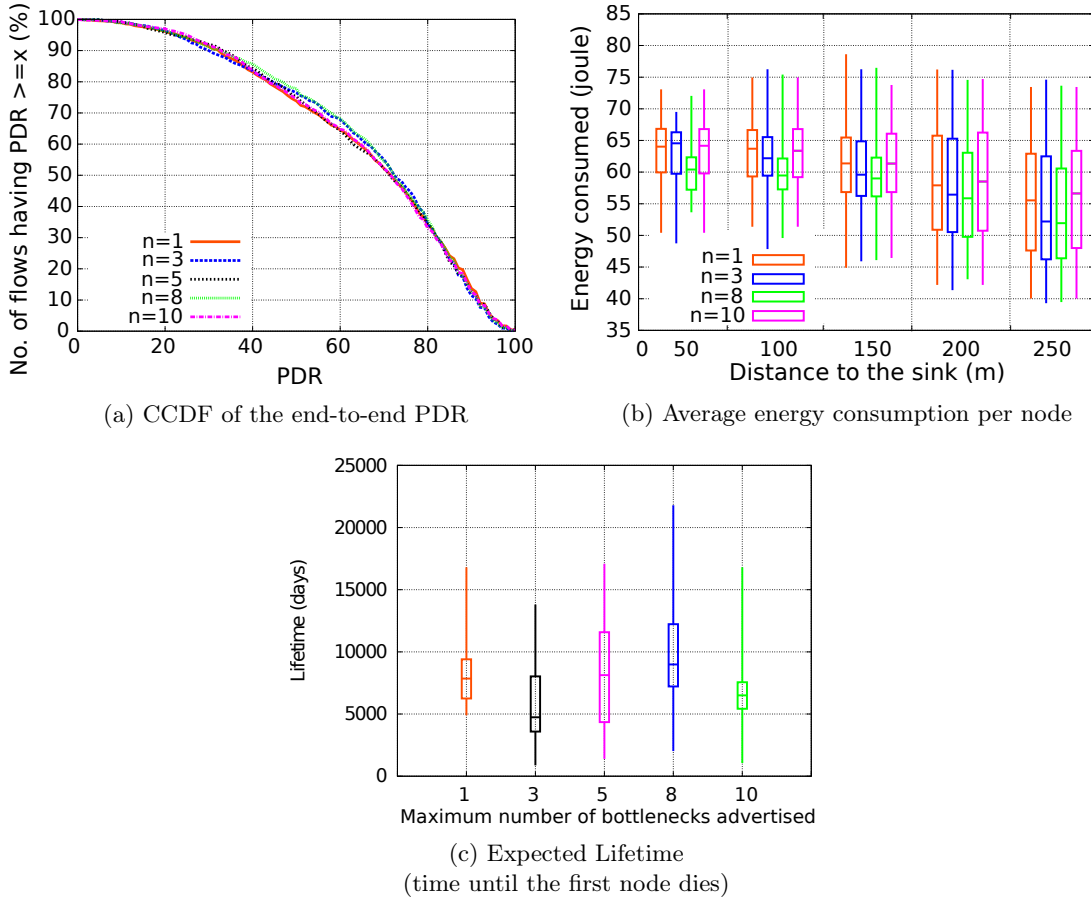 No. of flows having PDR >=x (%)
100
90
80
70
60
50
40
30
20
10
0
n=1
n=3
n=5
n=8
n=10
0 20 40 60 80 100
PDR
(a) CCDF of the end-to-end PDR
Energy consumed (joule)
85
80
75
70
65
60
55
50
45
40
35
n=1
n=3
n=8
n=10
0 50 100 150 200 250
Distance to the sink (m)
(b) Average energy consumption per node
Lifetime (days)
25000
20000
15000
10000
5000
0
1 3 5 8 10
Maximum number of bottlenecks advertised
(c) Expected Lifetime
(time until the first node dies)